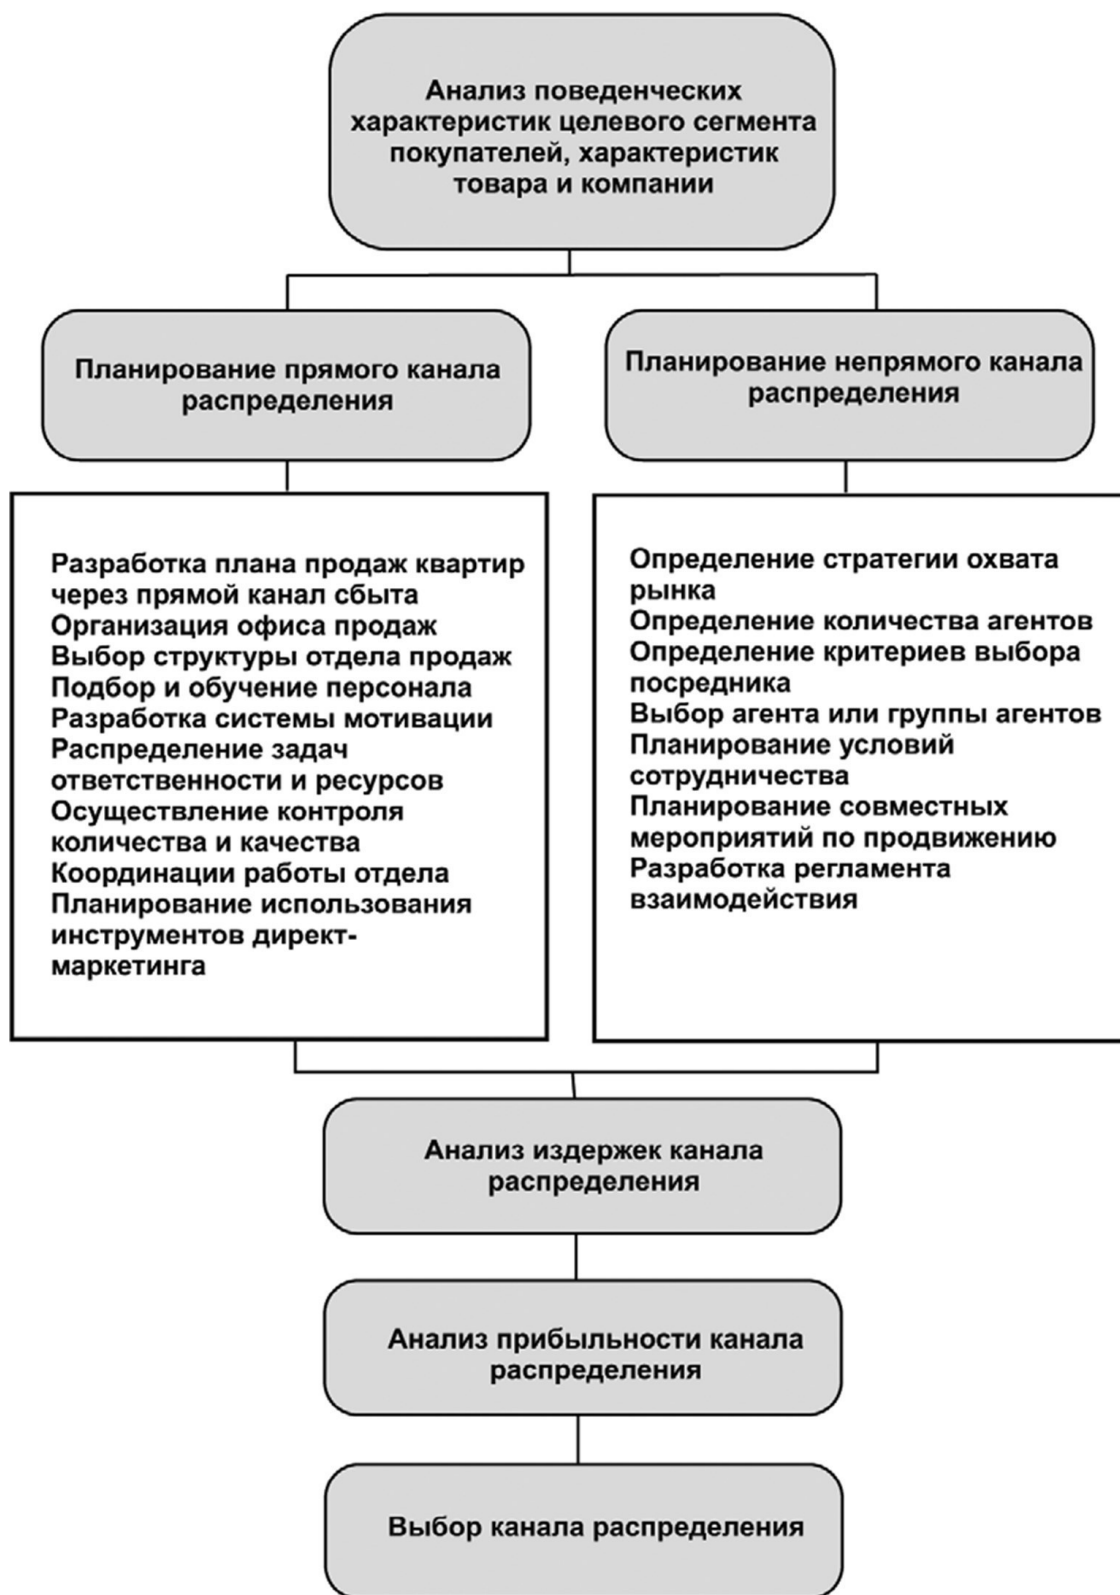 Анализ поведенческих
характеристик целевого сегмента
покупателей, характеристик
товара и компании
Планирование прямого канала
распределения
Планирование непрямого канала
распределения
Разработка плана продаж квартир
через прямой канал сбыта
Организация офиса продаж
Выбор структуры отдела продаж
Подбор и обучение персонала
Разработка системы мотивации
Распределение задач
ответственности и ресурсов
Осуществление контроля
количества и качества
Координации работы отдела
Планирование использования
инструментов директ-
маркетинга
Определение стратегии охвата
рынка
Определение количества агентов
Определение критериев выбора
посредника
Выбор агента или группы агентов
Планирование условий
сотрудничества
Планирование совместных
мероприятий по продвижению
Разработка регламента
взаимодействия
Анализ издержек канала
распределения
Анализ прибыльности канала
распределения
Выбор канала распределения